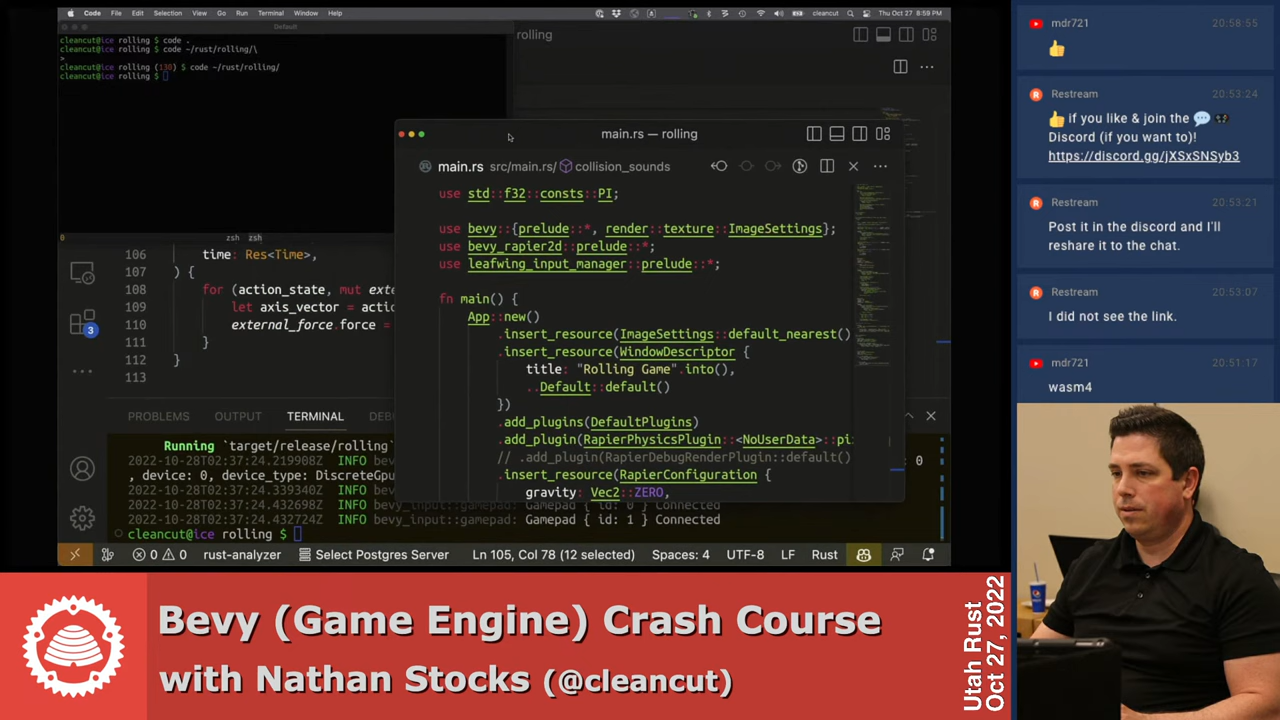 Code File Edit Selection View Go Run Terminal Window Help
cleancut
Thu Oct 27 8:59 PM
Default
cleancut@ice rolling $ code .
cleancut@ice rolling $ code ~/rust/rolling/\
>
cleancut@ice rolling (130) $ code ~/rust/rolling/
cleancut@ice rolling $
0
zsh zsh
rolling
main.rs — rolling
main.rs src/main.rs/ collision_sounds
use std::f32::consts::PI;
use bevy::{prelude::*, render::texture::ImageSettings};
use bevy_rapier2d::prelude::*;
use leafwing_input_manager::prelude::*;
fn main() {
App::new()
.insert_resource(ImageSettings::default_nearest()
.insert_resource(WindowDescriptor {
title: "Rolling Game".into(),
..Default::default()
})
.add_plugins(DefaultPlugins)
.add_plugin(RapierPhysicsPlugin::<NoUserData>::pi
// .add_plugin(RapierDebugRenderPlugin::default()
.insert_resource(RapierConfiguration {
gravity: Vec2::ZERO,
106 time: Res<Time>,
107 ) {
108 for (action_state, mut exte
109 let axis_vector = actio
110 external_force.force =
111 }
112 }
113
3
PROBLEMS OUTPUT TERMINAL DEB
Running `target/release/rolling`
2022-10-28T02:37:24.219908Z INFO bev
0
, device: 0, device_type: DiscreteGpu
2022-10-28T02:37:24.339340Z INFO bev
2022-10-28T02:37:24.432698Z INFO bevy_input::gamepad: Gamepad { id: 0 } Connected
2022-10-28T02:37:24.432724Z INFO bevy_input::gamepad: Gamepad { id: 1 } Connected
cleancut@ice rolling $
0 0 rust-analyzer Select Postgres Server Ln 105, Col 78 (12 selected) Spaces: 4 UTF-8 LF Rust
mdr721 20:58:55
👍
Restream 20:53:24
👍 if you like & join the 💬
Discord (if you want to)!
https://discord.gg/jXSxSNSyb3
Restream 20:53:21
Post it in the discord and I'll
reshare it to the chat.
Restream 20:53:07
I did not see the link.
mdr721 20:51:17
wasm4
Bevy (Game Engine) Crash Course
with Nathan Stocks (@cleancut)
Utah Rust
Oct 27, 2022